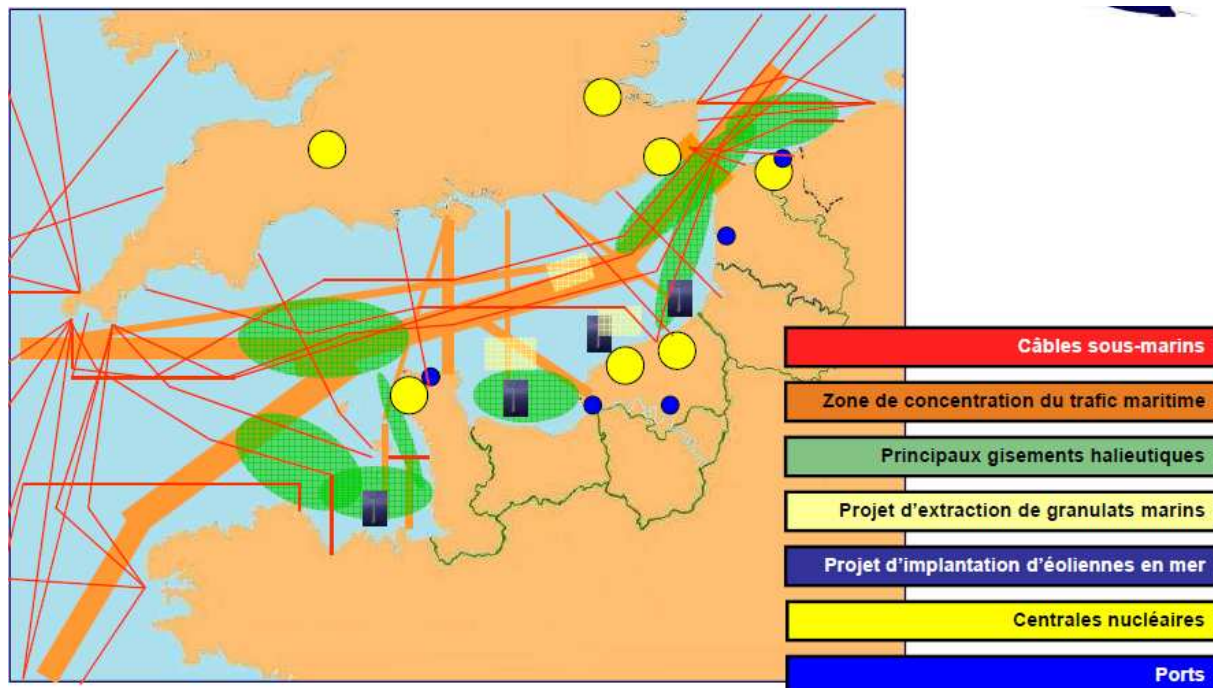 Câbles sous-marins
Zone de concentration du trafic maritime
Principaux gisements halieutiques
Projet d'extraction de granulats marins
Projet d'implantation d'éoliennes en mer
Centrales nucléaires
Ports